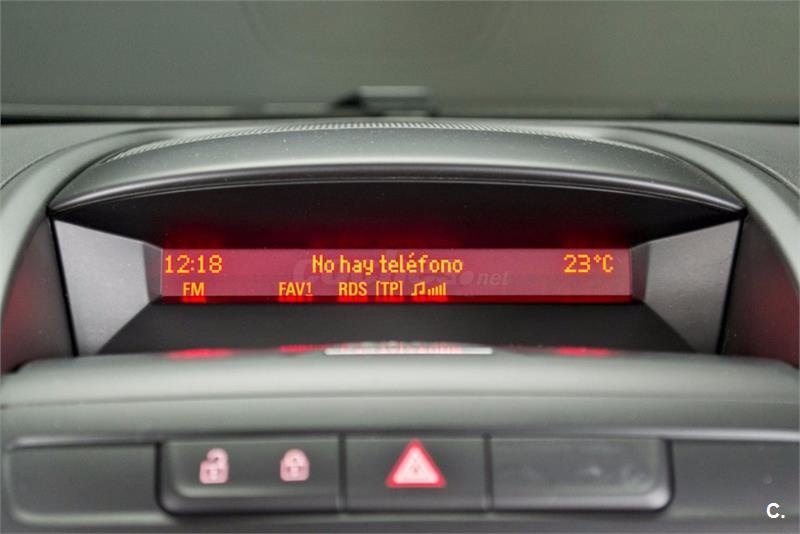 12:18 No hay teléfono 23°C
FM FAV1 RDS [TP]
C.